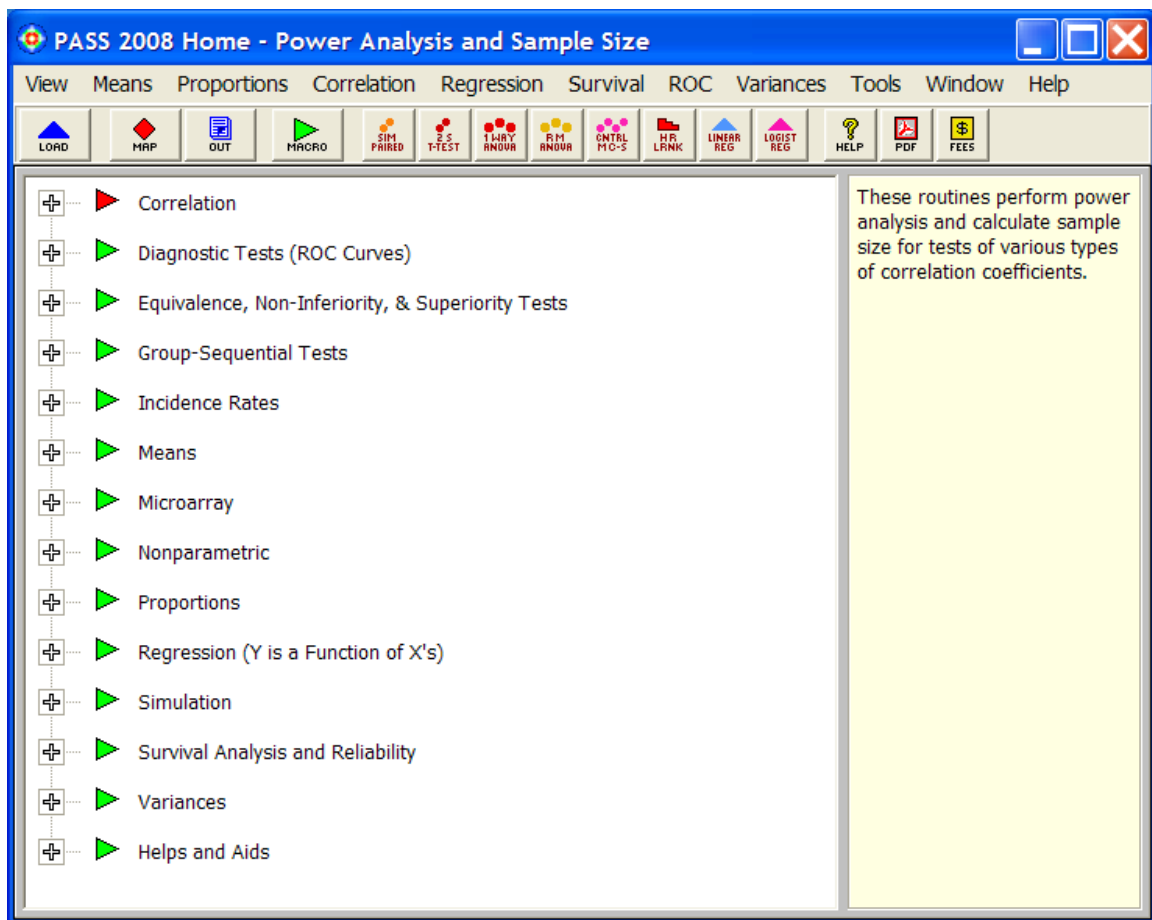 PASS 2008 Home - Power Analysis and Sample Size
View Means Proportions Correlation Regression Survival ROC Variances Tools Window Help
LOAD MAP OUT MACRO SIM PAIRED 2 S T-TEST 1 WAY ANOVA R M ANOVA CNTRL MC-S H R LRNK LINEAR REG LOGIST REG HELP PDF $ FEES
Correlation
Diagnostic Tests (ROC Curves)
Equivalence, Non-Inferiority, & Superiority Tests
Group-Sequential Tests
Incidence Rates
Means
Microarray
Nonparametric
Proportions
Regression (Y is a Function of X's)
Simulation
Survival Analysis and Reliability
Variances
Helps and Aids
These routines perform power
analysis and calculate sample
size for tests of various types
of correlation coefficients.